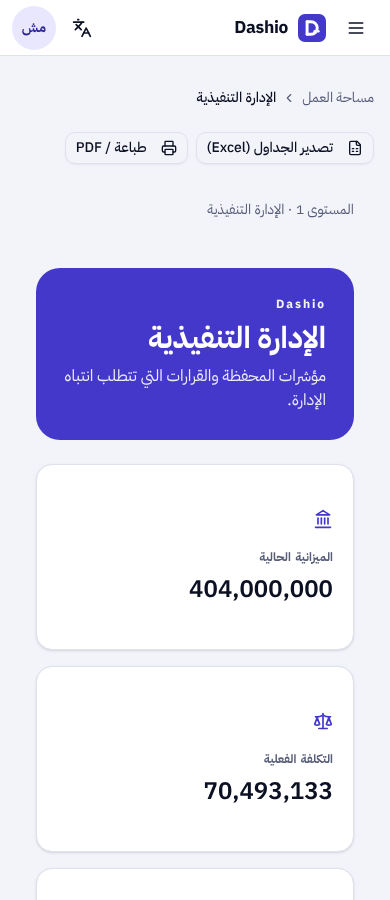 Dashio
مش
مساحة العمل › الإدارة التنفيذية
تصدير الجداول (Excel)
طباعة / PDF
المستوى 1 · الإدارة التنفيذية
Dashio
الإدارة التنفيذية
مؤشرات المحفظة والقرارات التي تتطلب انتباه
الإدارة.
الميزانية الحالية
404,000,000
التكلفة الفعلية
70,493,133